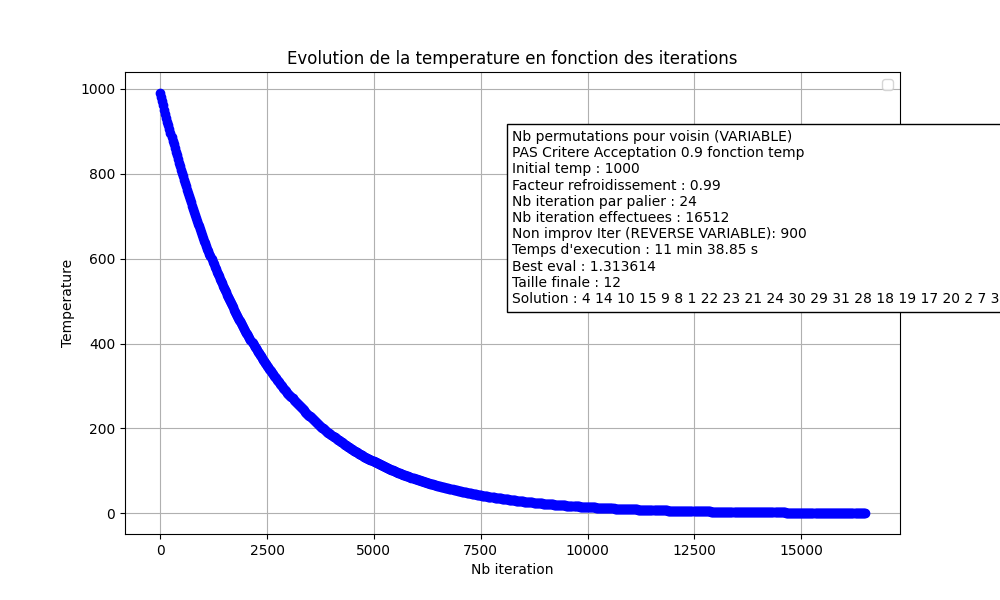 Evolution de la temperature en fonction des iterations
1000
800
600
400
200
0
Temperature
Nb permutations pour voisin (VARIABLE)
PAS Critere Acceptation 0.9 fonction temp
Initial temp : 1000
Facteur refroidissement : 0.99
Nb iteration par palier : 24
Nb iteration effectuees : 16512
Non improv Iter (REVERSE VARIABLE): 900
Temps d'execution : 11 min 38.85 s
Best eval : 1.313614
Taille finale : 12
Solution : 4 14 10 15 9 8 1 22 23 21 24 30 29 31 28 18 19 17 20 2 7 3
0 2500 5000 7500 10000 12500 15000
Nb iteration